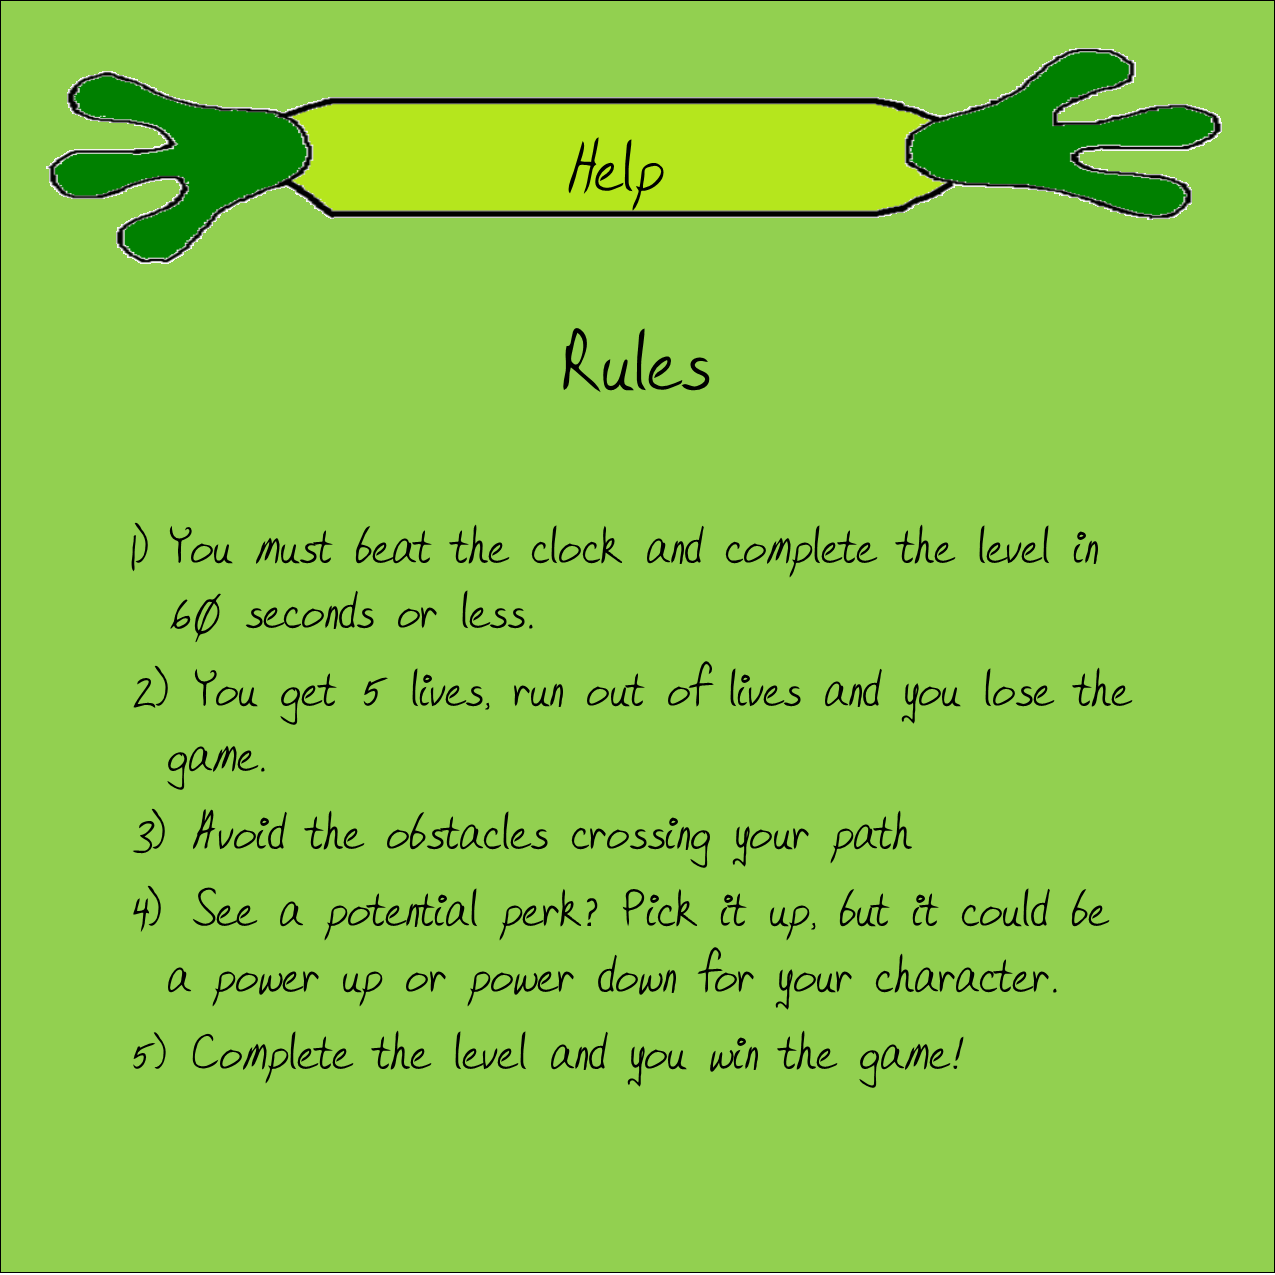 Help
Rules
1) You must beat the clock and complete the level in
60 seconds or less.
2) You get 5 lives, run out of lives and you lose the
game.
3) Avoid the obstacles crossing your path
4) See a potential perk? Pick it up, but it could be
a power up or power down for your character.
5) Complete the level and you win the game!